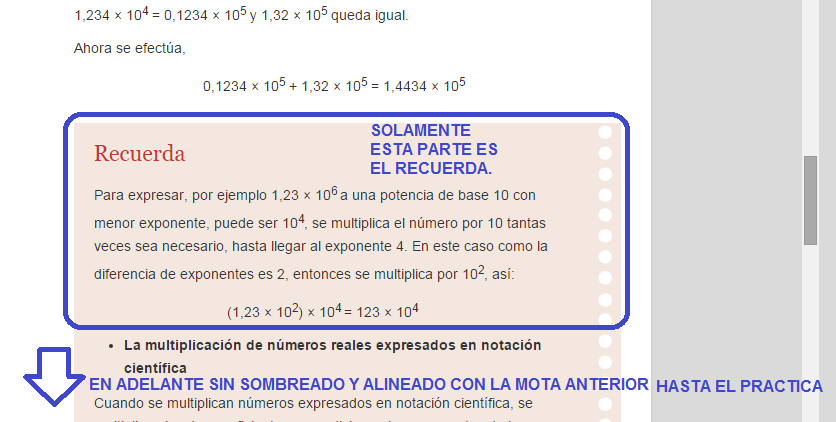 1,234 × 10⁴ = 0,1234 × 10⁵ y 1,32 × 10⁵ queda igual.
Ahora se efectúa,
0,1234 × 10⁵ + 1,32 × 10⁵ = 1,4434 × 10⁵
SOLAMENTE
ESTA PARTE ES
EL RECUERDA.
Recuerda
Para expresar, por ejemplo 1,23 × 10⁶ a una potencia de base 10 con
menor exponente, puede ser 10⁴, se multiplica el número por 10 tantas
veces sea necesario, hasta llegar al exponente 4. En este caso como la
diferencia de exponentes es 2, entonces se multiplica por 10², así:
(1,23 × 10²) × 10⁴ = 123 × 10⁴
• La multiplicación de números reales expresados en notación
científica
EN ADELANTE SIN SOMBREADO Y ALINEADO CON LA MOTA ANTERIOR HASTA EL PRACTICA
Cuando se multiplican números expresados en notación científica, se